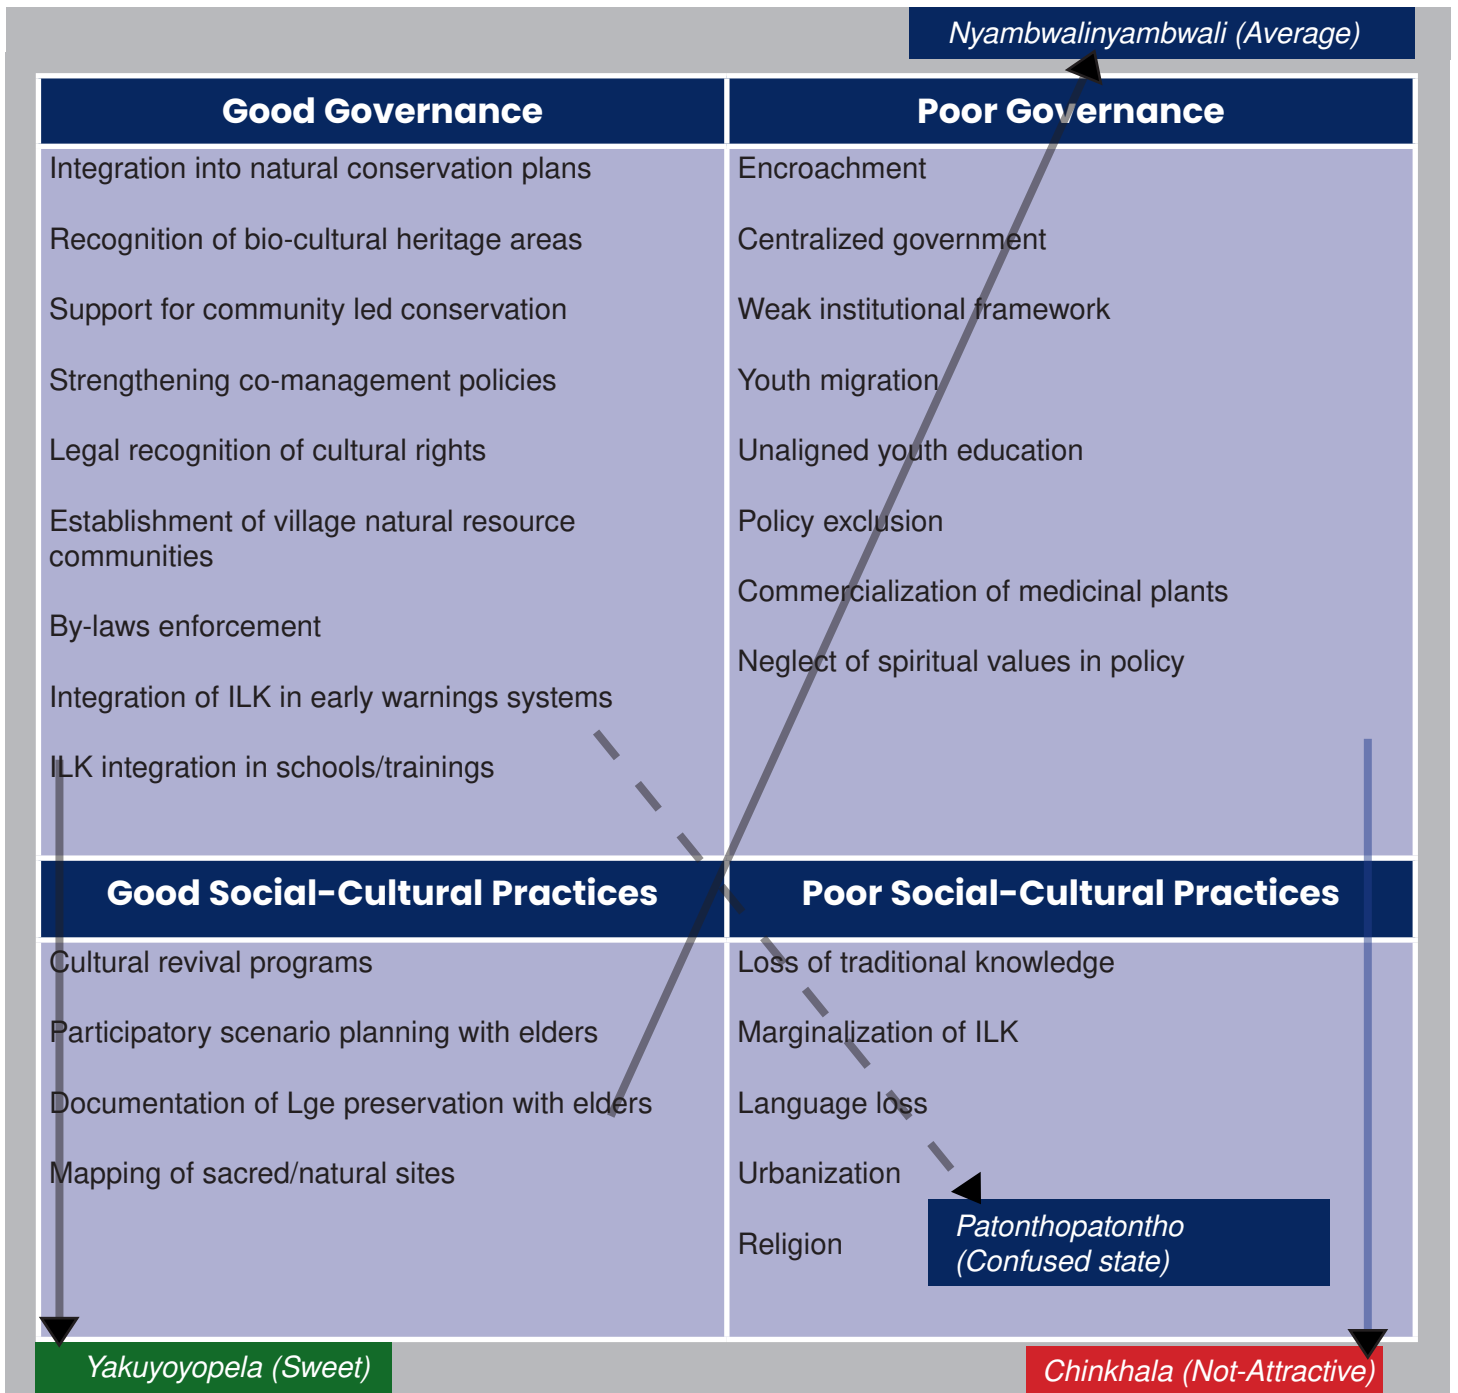 Nyambwalinyambwali (Average)
Good Governance
Integration into natural conservation plans
Recognition of bio-cultural heritage areas
Support for community led conservation
Strengthening co-management policies
Legal recognition of cultural rights
Establishment of village natural resource
communities
By-laws enforcement
Integration of ILK in early warnings systems
ILK integration in schools/trainings
Poor Governance
Encroachment
Centralized government
Weak institutional framework
Youth migration
Unaligned youth education
Policy exclusion
Commercialization of medicinal plants
Neglect of spiritual values in policy
Good Social-Cultural Practices
Cultural revival programs
Participatory scenario planning with elders
Documentation of Lge preservation with elders
Mapping of sacred/natural sites
Poor Social-Cultural Practices
Loss of traditional knowledge
Marginalization of ILK
Language loss
Urbanization
Religion
Patonthopatontho
(Confused state)
Yakuyoyopela (Sweet)
Chinkhala (Not-Attractive)